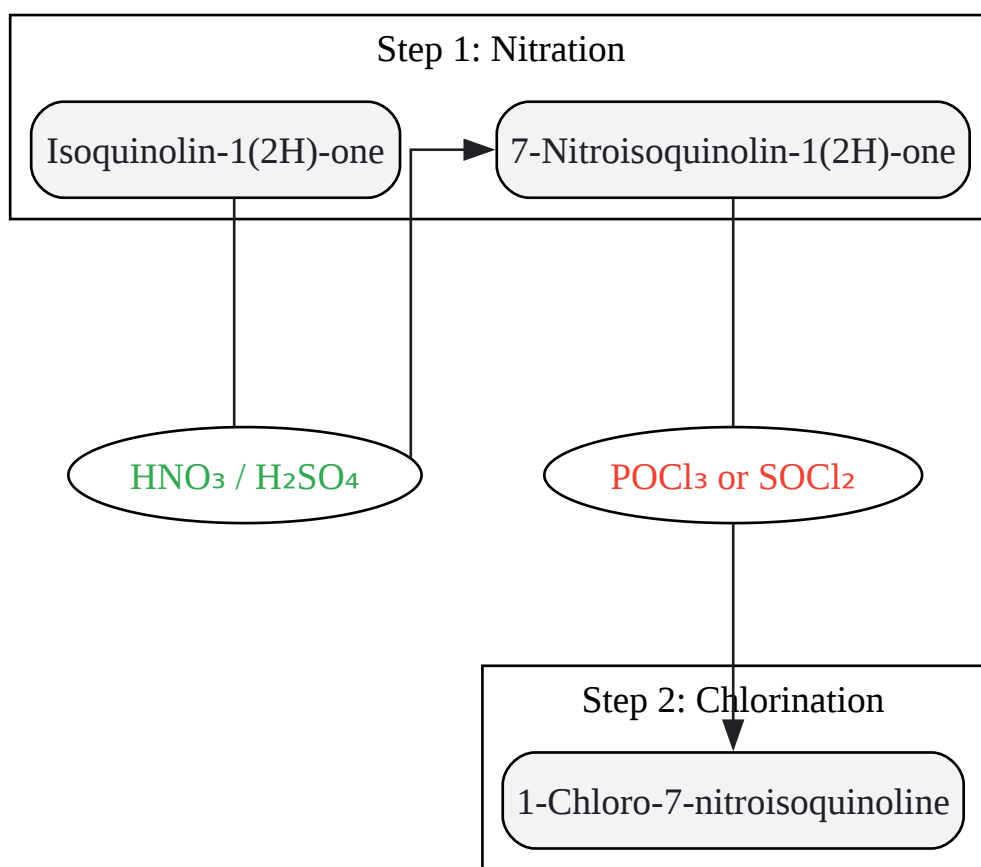 Step 1: Nitration
Isoquinolin-1(2H)-one
7-Nitroisoquinolin-1(2H)-one
HNO₃ / H₂SO₄
POCl₃ or SOCl₂
Step 2: Chlorination
1-Chloro-7-nitroisoquinoline